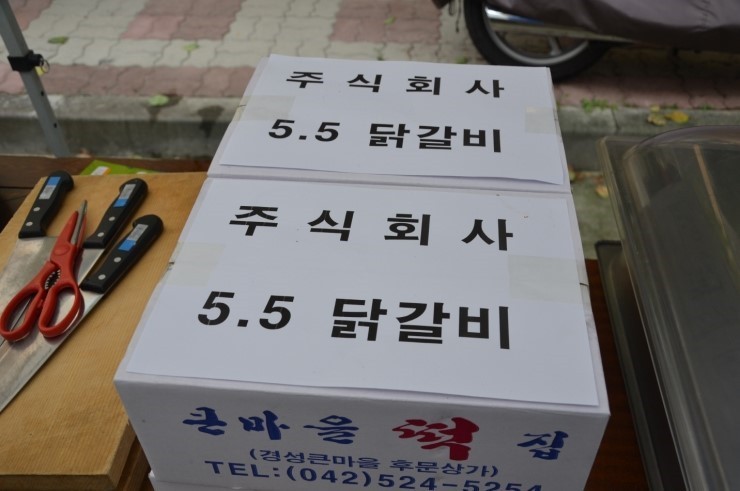 주식회사
5.5 닭갈비
주식회사
5.5 닭갈비
큰마을 떡 집
(경성큰마을 후문상가)
TEL:(042)524-5254